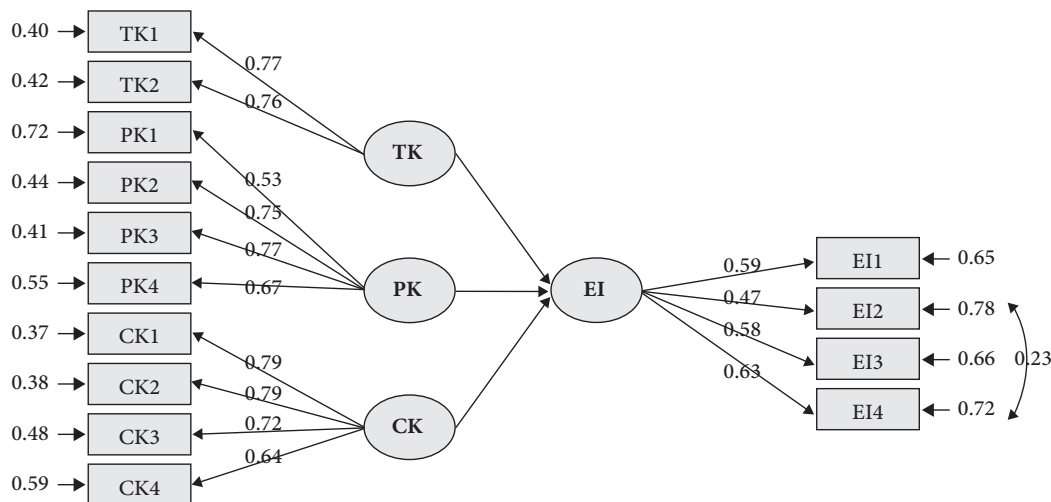 0.40 TK1
0.77
0.42 TK2
0.76
0.72 PK1
TK
0.53
0.44 PK2
0.75
0.41 PK3
0.77
0.59 EI1 0.65
0.55 PK4
0.67
PK
EI
0.47 EI2 0.78
0.37 CK1
0.58
0.79
EI3 0.66 0.23
0.38 CK2
0.63
0.79
EI4 0.72
0.48 CK3
0.72
CK
0.64
0.59 CK4